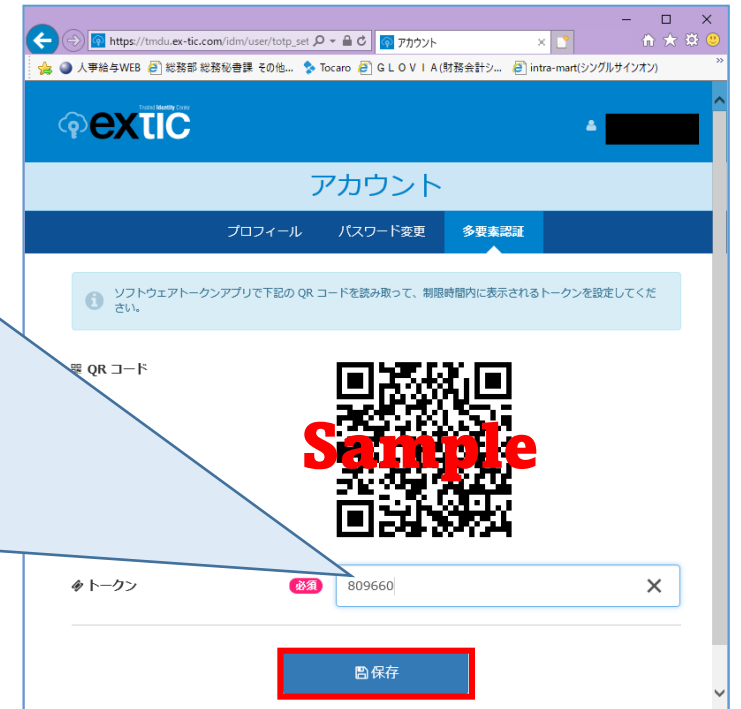 https://tmdu.ex-tic.com/idm/user/totp_set
アカウント
人事給与WEB 総務部 総務秘書課 その他... Tocaro ＧＬＯＶＩＡ(財務会計シ... intra-mart(シングルサインオン)
Trusted Identity Center
extic
アカウント
プロフィール パスワード変更 多要素認証
ソフトウェアトークンアプリで下記の QR コードを読み取って、制限時間内に表示されるトークンを設定してくだ
さい。
QR コード
Sample
トークン 必須 809660
保存